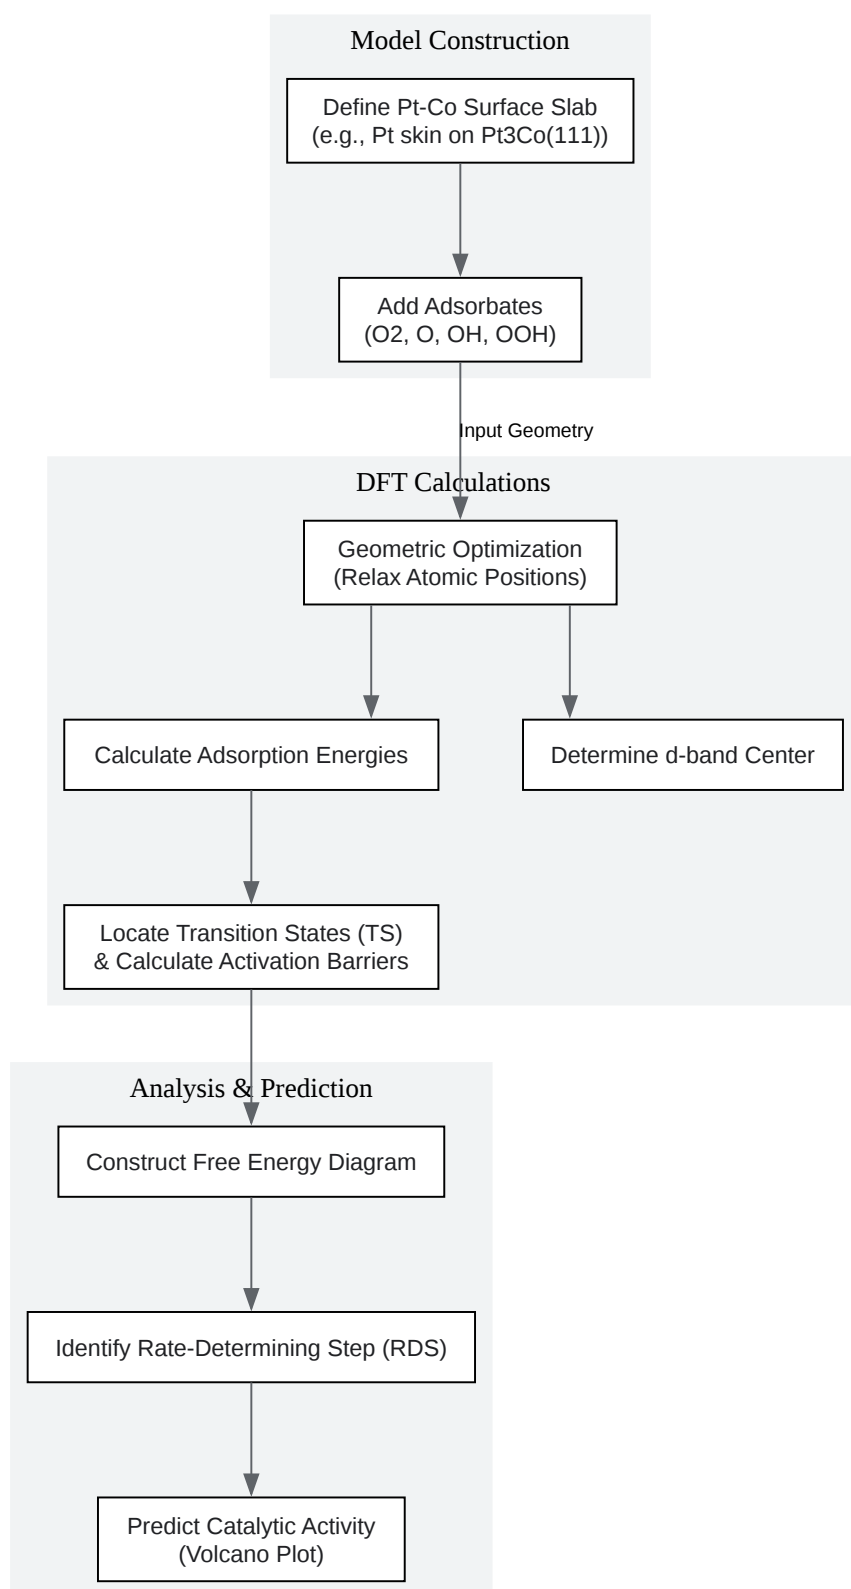 Model Construction
Define Pt-Co Surface Slab
(e.g., Pt skin on Pt3Co(111))
Add Adsorbates
(O2, O, OH, OOH)
Input Geometry
DFT Calculations
Geometric Optimization
(Relax Atomic Positions)
Calculate Adsorption Energies
Determine d-band Center
Locate Transition States (TS)
& Calculate Activation Barriers
Analysis & Prediction
Construct Free Energy Diagram
Identify Rate-Determining Step (RDS)
Predict Catalytic Activity
(Volcano Plot)